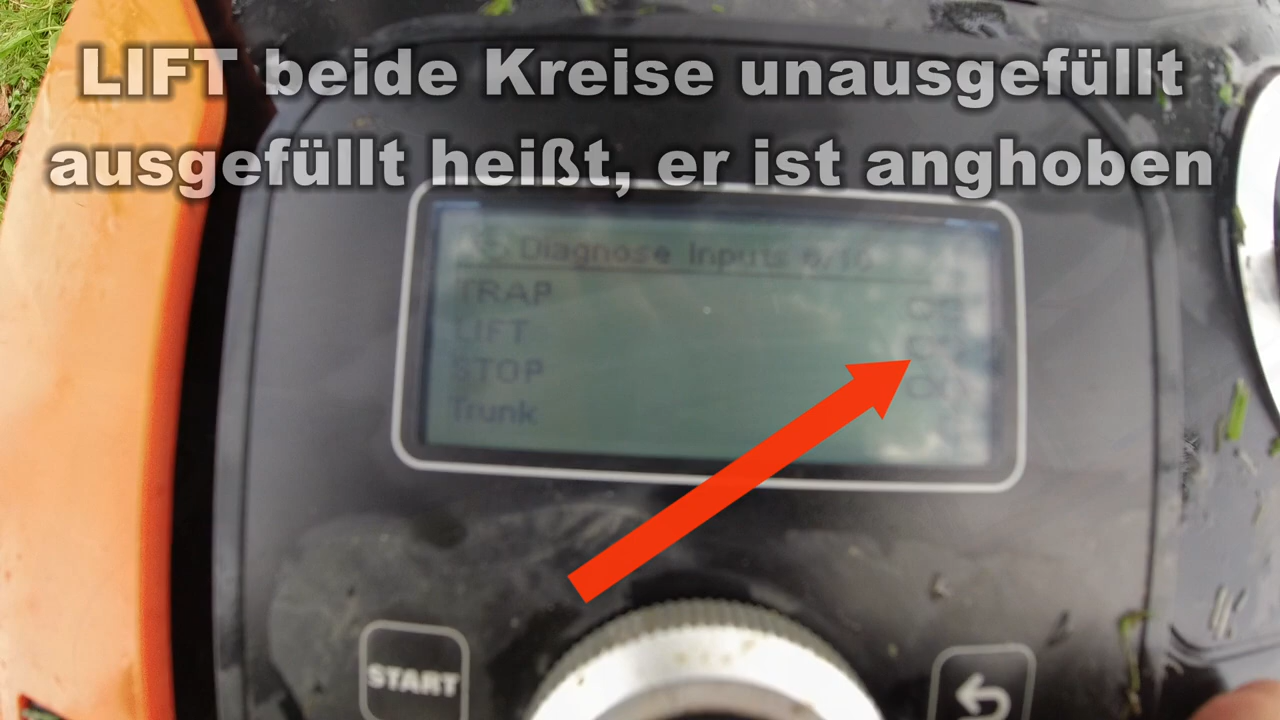 LIFT beide Kreise unausgefüllt
ausgefüllt heißt, er ist anghoben
Diagnose Inputs
TRAP
LIFT
STOP
Trunk
START